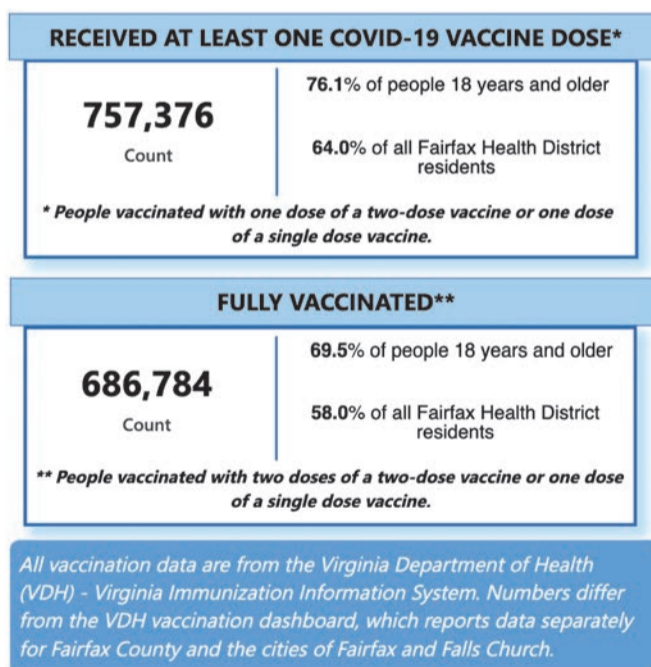 RECEIVED AT LEAST ONE COVID-19 VACCINE DOSE*
757,376
Count
76.1% of people 18 years and older
64.0% of all Fairfax Health District
residents
* People vaccinated with one dose of a two-dose vaccine or one dose
of a single dose vaccine.
FULLY VACCINATED**
686,784
Count
69.5% of people 18 years and older
58.0% of all Fairfax Health District
residents
** People vaccinated with two doses of a two-dose vaccine or one dose
of a single dose vaccine.
All vaccination data are from the Virginia Department of Health
(VDH) - Virginia Immunization Information System. Numbers differ
from the VDH vaccination dashboard, which reports data separately
for Fairfax County and the cities of Fairfax and Falls Church.